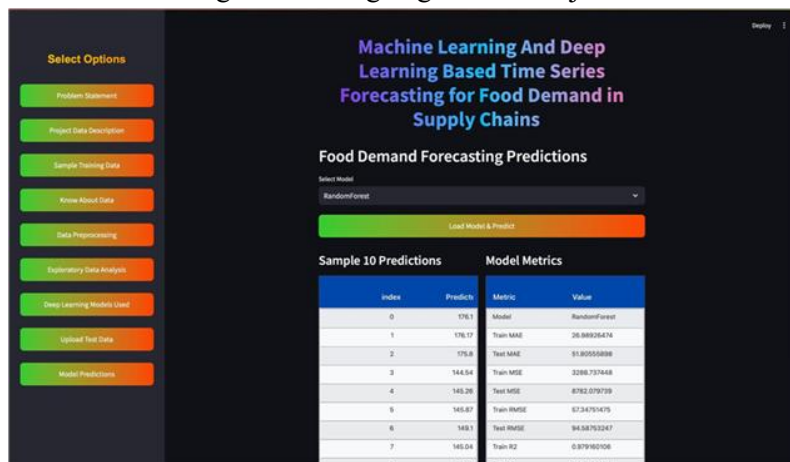 Deploy
Select Options
Problem Statement
Project Data Description
Sample Training Data
Know About Data
Data Preprocessing
Exploratory Data Analysis
Deep Learning Models Used
Upload Test Data
Model Predictions
Machine Learning And Deep
Learning Based Time Series
Forecasting for Food Demand in
Supply Chains
Food Demand Forecasting Predictions
Select Model
RandomForest
Load Model & Predict
Sample 10 Predictions
index Predicti
0 176.1
1 176.17
2 175.8
3 144.54
4 145.26
5 145.87
6 149.1
7 145.04
Model Metrics
Metric Value
Model RandomForest
Train MAE 26.98926474
Test MAE 51.80555898
Train MSE 3288.737448
Test MSE 8782.079739
Train RMSE 57.34751475
Test RMSE 94.58753247
Train R2 0.979160106